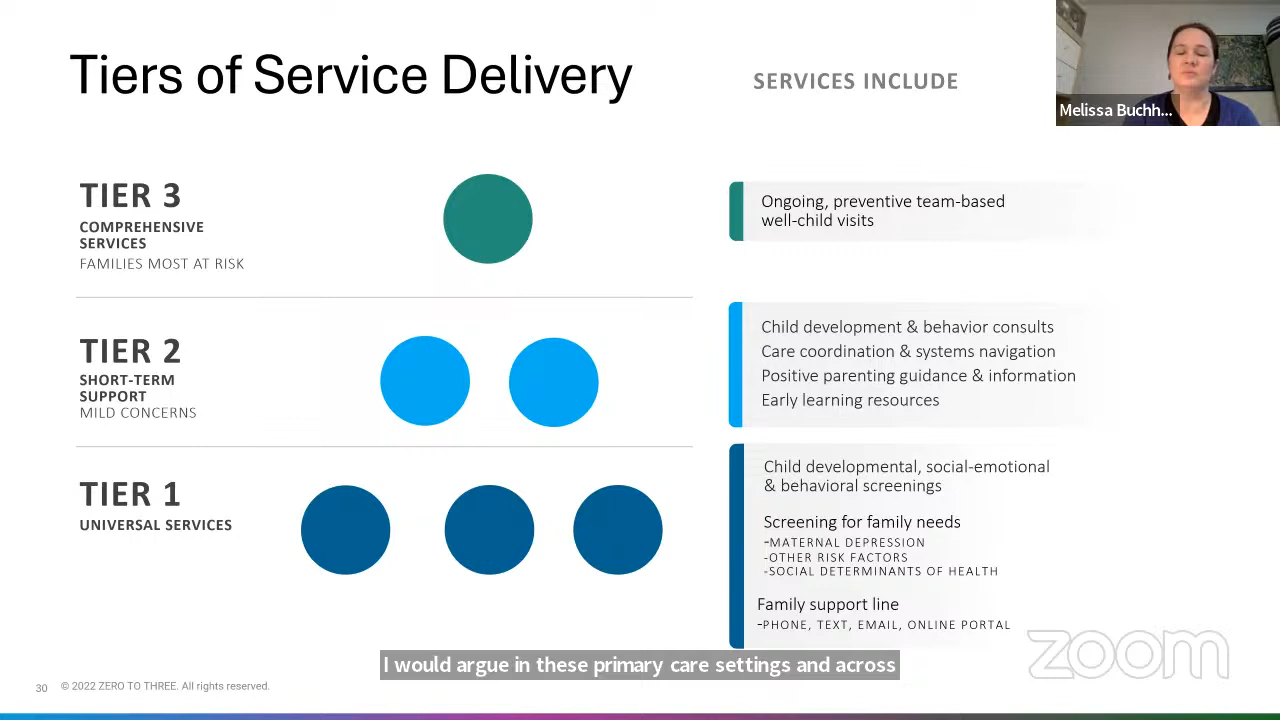 Tiers of Service Delivery
SERVICES INCLUDE
Melissa Buchh...
TIER 3
COMPREHENSIVE
SERVICES
FAMILIES MOST AT RISK
Ongoing, preventive team-based
well-child visits
TIER 2
SHORT-TERM
SUPPORT
MILD CONCERNS
Child development & behavior consults
Care coordination & systems navigation
Positive parenting guidance & information
Early learning resources
TIER 1
UNIVERSAL SERVICES
Child developmental, social-emotional
& behavioral screenings
Screening for family needs
-MATERNAL DEPRESSION
-OTHER RISK FACTORS
-SOCIAL DETERMINANTS OF HEALTH
Family support line
-PHONE, TEXT, EMAIL, ONLINE PORTAL
I would argue in these primary care settings and across
zoom
30 © 2022 ZERO TO THREE. All rights reserved.